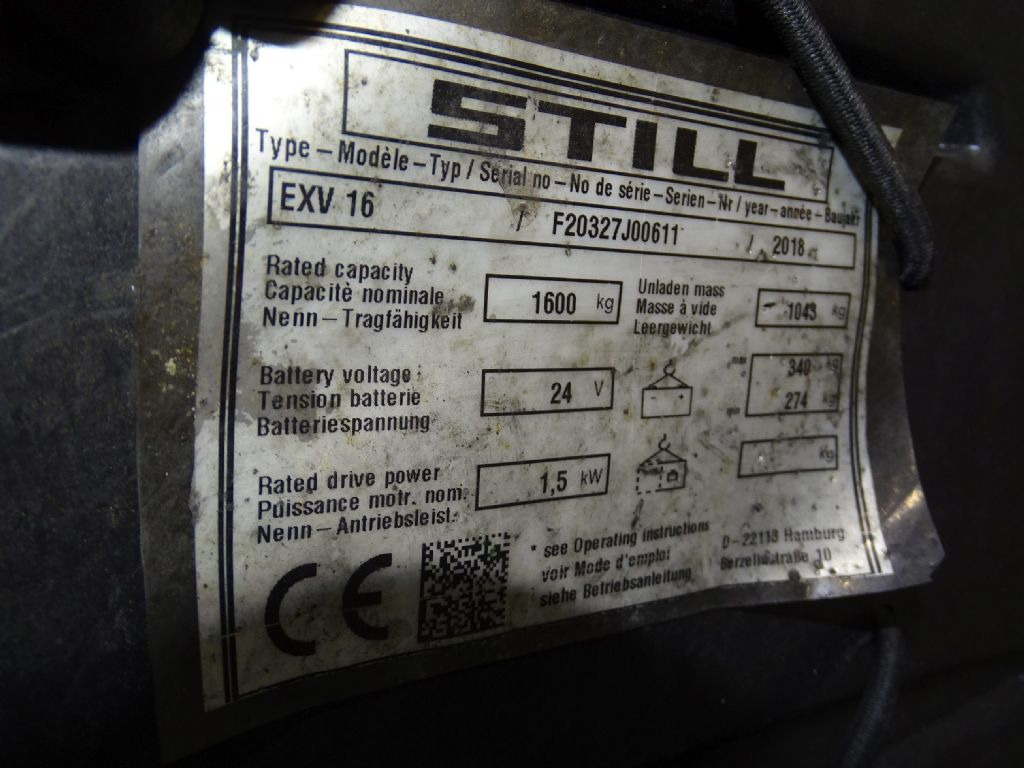 STILL
Type – Modèle – Typ / Serial no – No de série – Serien – Nr / year – année – Baujahr
EXV 16 / F20327J00611 / 2018
Rated capacity
Capacitè nominale
Nenn – Tragfähigkeit
1600 kg
Unladen mass
Masse à vide
Leergewicht
1043 kg
Battery voltage
Tension batterie
Batteriespannung
24 V
max 340 kg
min 274 kg
Rated drive power
Puissance motr. nom.
Nenn – Antriebsleist.
1,5 kW
kg
CE
* see Operating instructions
voir Mode d'emploi
siehe Betriebsanleitung
D–22113 Hamburg
Berzeliusstraße 10